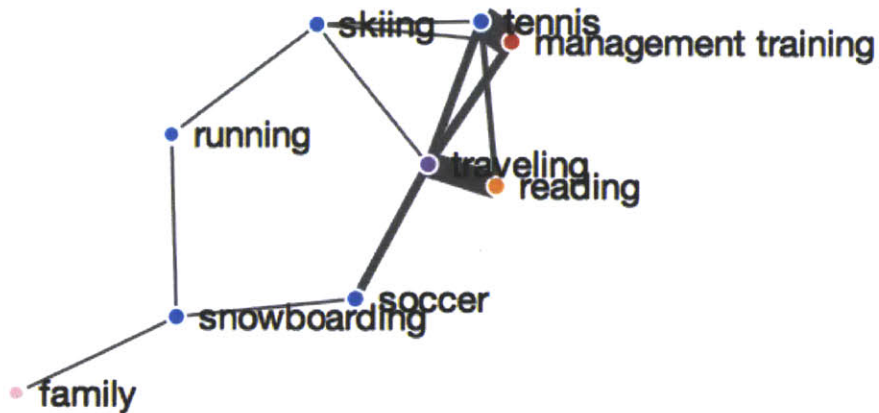 skiing
tennis
management training
running
traveling
reading
soccer
snowboarding
family